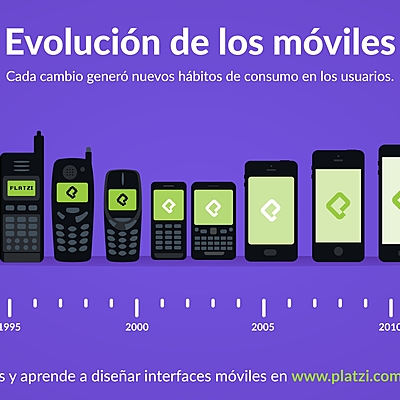 Evolución de los móviles
Cada cambio generó nuevos hábitos de consumo en los usuarios.
PLATZI
1995 2000 2005 2010
s y aprende a diseñar interfaces móviles en www.platzi.com